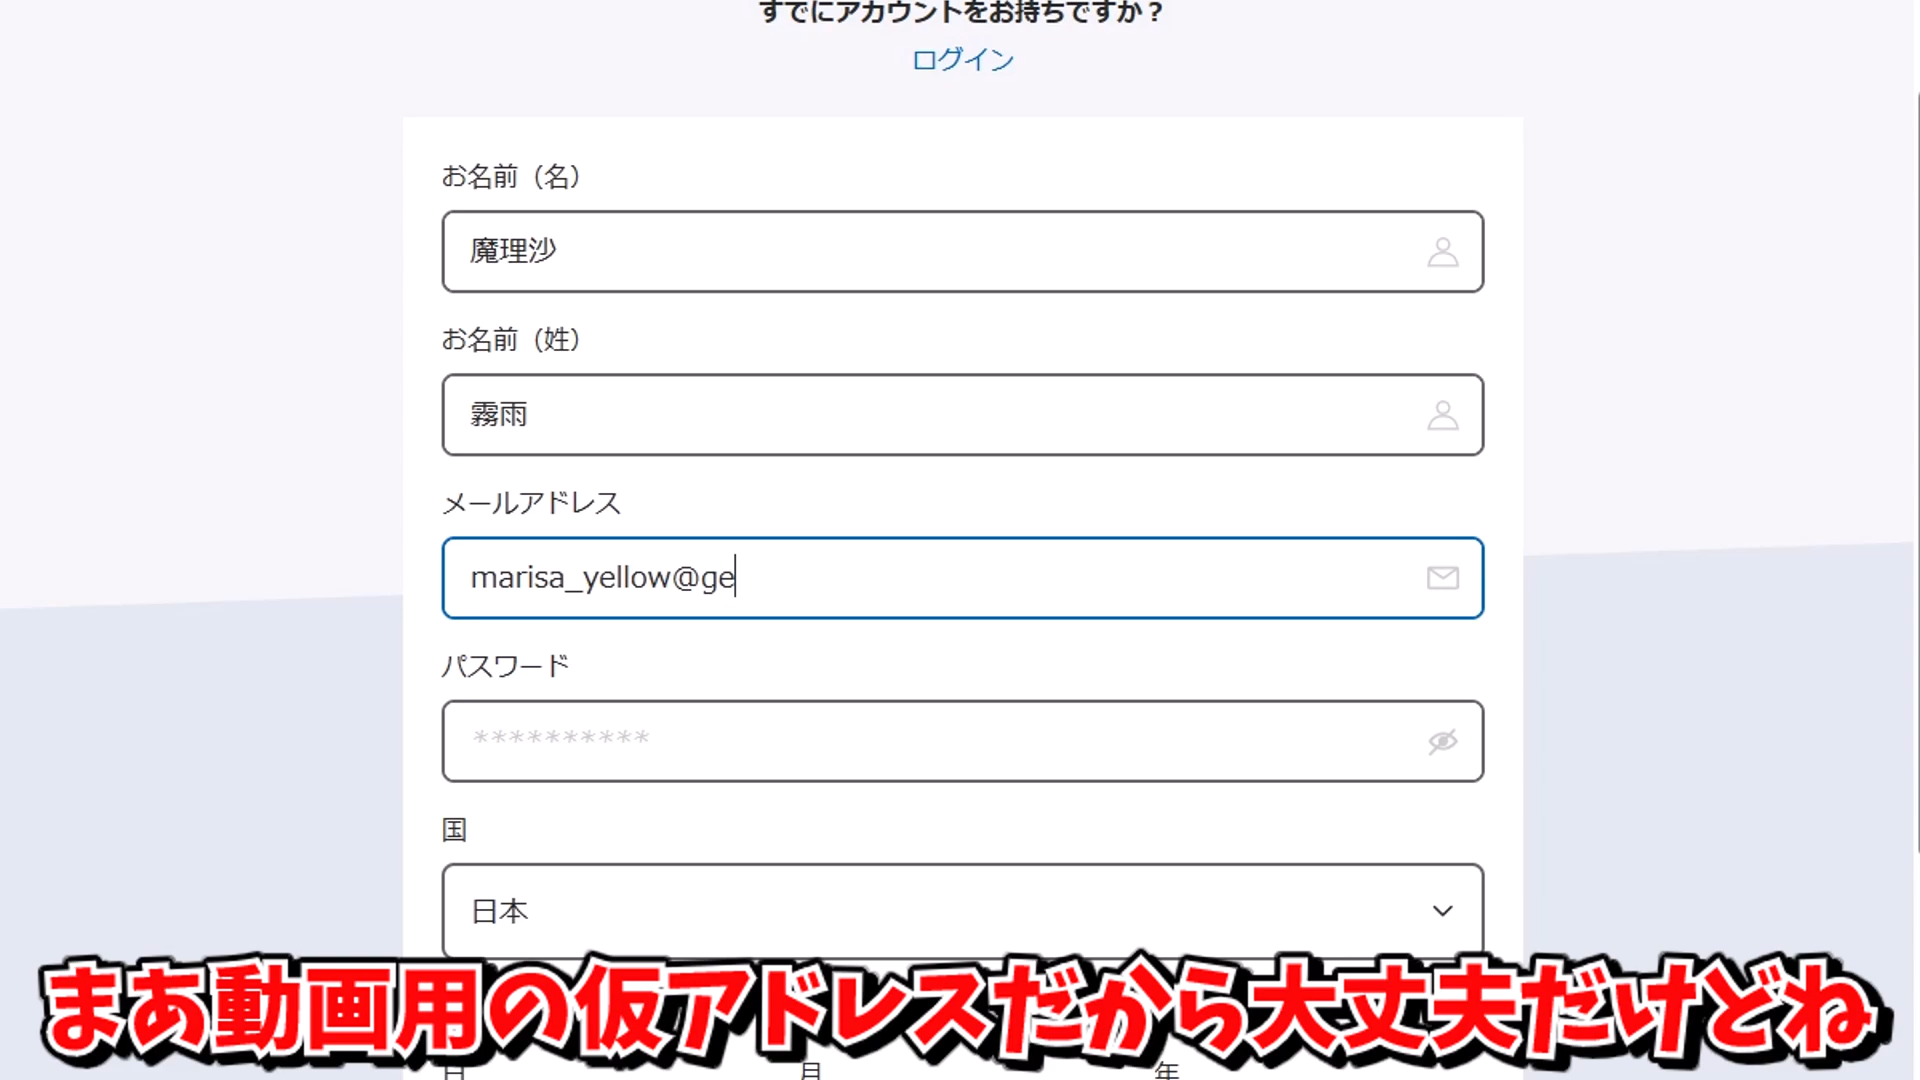 すでにアカウントをお持ちですか？
ログイン
お名前（名）
魔理沙
お名前（姓）
霧雨
メールアドレス
marisa_yellow@ge
パスワード
**********
国
日本
まあ動画用の仮アドレスだから大丈夫だけどね
日 月 年